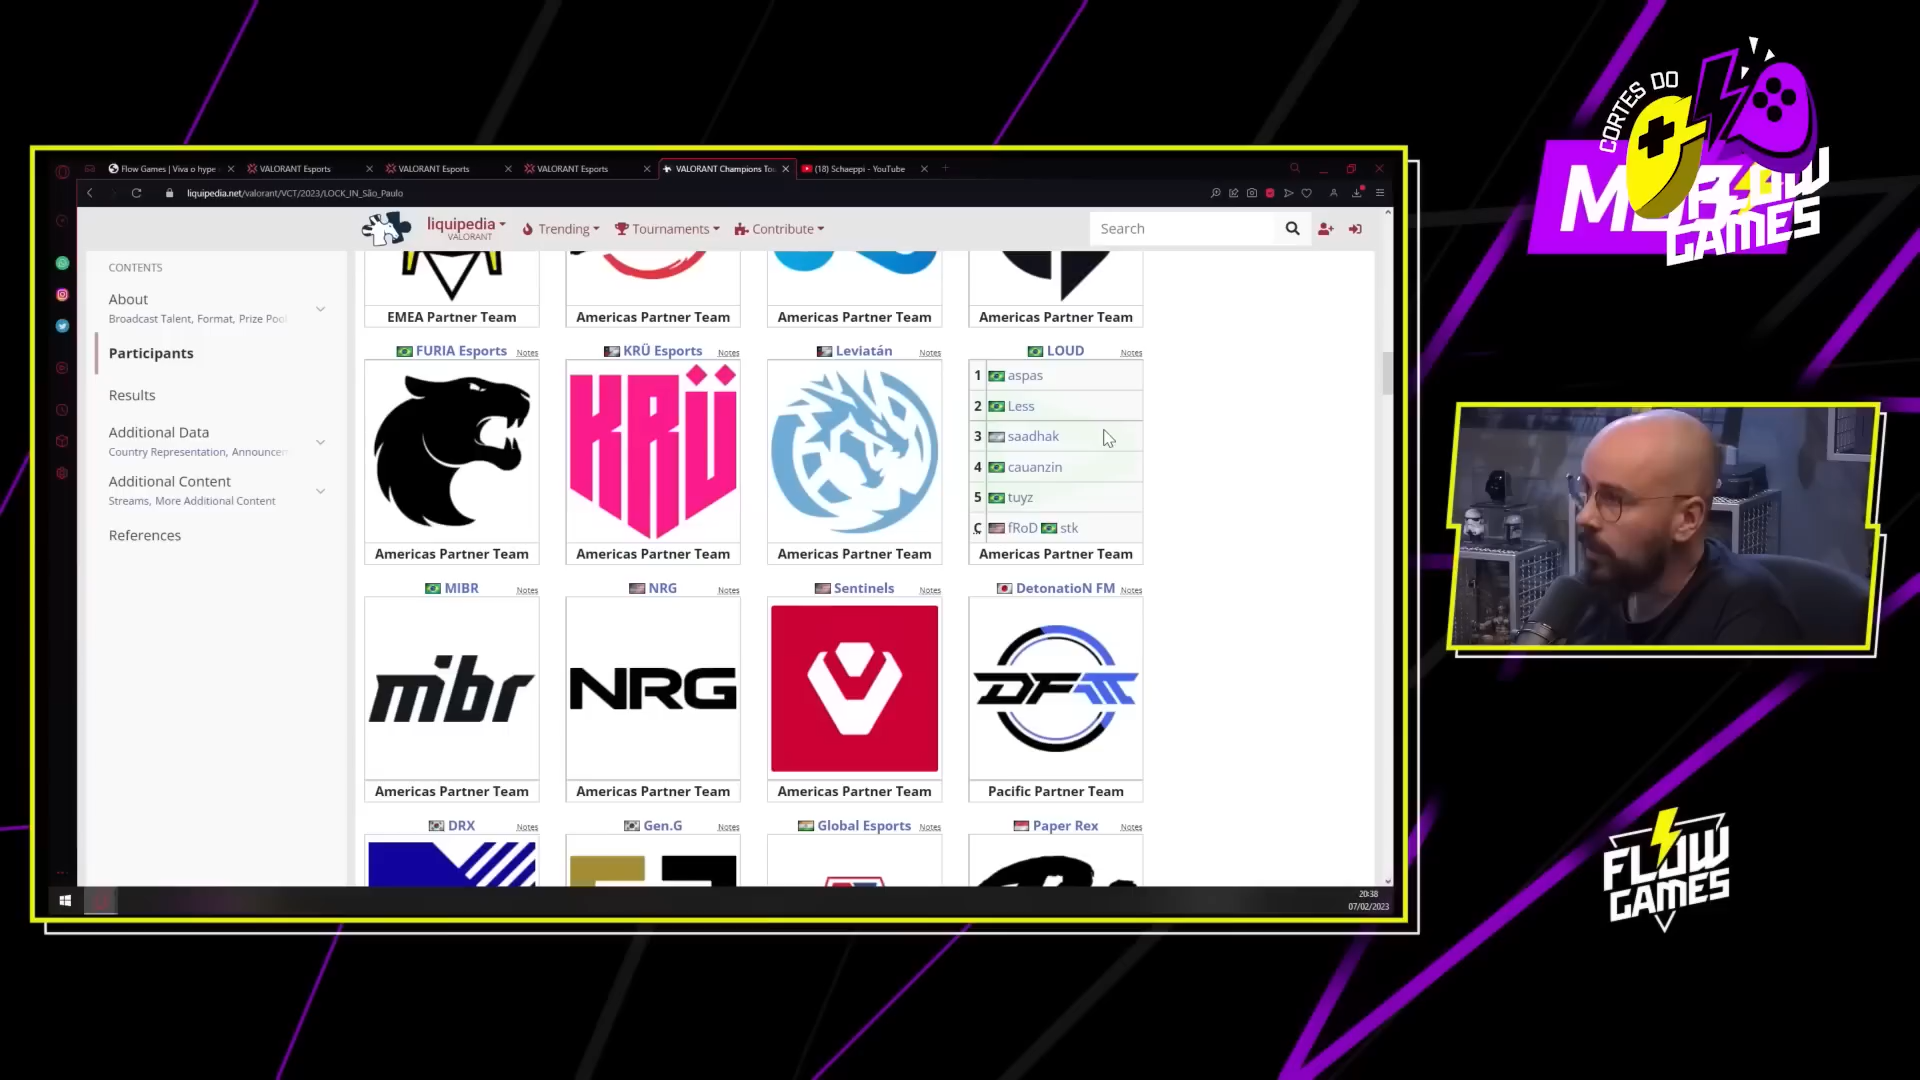 Flow Games | Viva o hype
VALORANT Esports
VALORANT Esports
VALORANT Esports
VALORANT Champions Tou
(18) Schaeppi - YouTube
liquipedia.net/valorant/VCT/2023/LOCK_IN_São_Paulo
liquipedia
VALORANT
Trending
Tournaments
Contribute
Search
CONTENTS
About
Broadcast Talent, Format, Prize Poo
Participants
Results
Additional Data
Country Representation, Announcem
Additional Content
Streams, More Additional Content
References
EMEA Partner Team
Americas Partner Team
Americas Partner Team
Americas Partner Team
FURIA Esports Notes
KRÜ Esports Notes
Leviatán Notes
LOUD Notes
KRÜ
1 aspas
2 Less
3 saadhak
4 cauanzin
5 tuyz
C fRoD stk
Americas Partner Team
Americas Partner Team
Americas Partner Team
Americas Partner Team
MIBR Notes
NRG Notes
Sentinels Notes
DetonatioN FM Notes
mibr
NRG
DFM
Americas Partner Team
Americas Partner Team
Americas Partner Team
Pacific Partner Team
DRX Notes
Gen.G Notes
Global Esports Notes
Paper Rex Notes
20:38
07/02/2023
CORTES DO
FLOW
GAMES
FLOW
GAMES